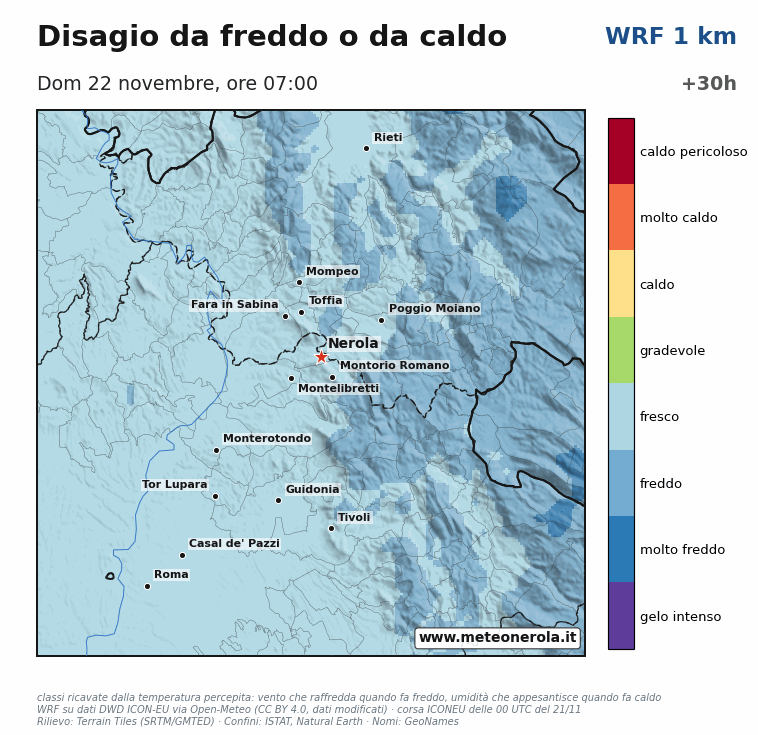 Disagio da freddo o da caldo
WRF 1 km
Dom 22 novembre, ore 07:00
+30h
Rieti
Mompeo
Toffia
Fara in Sabina
Poggio Moiano
Nerola
Montorio Romano
Montelibretti
Monterotondo
Tor Lupara
Guidonia
Tivoli
Casal de' Pazzi
Roma
www.meteonerola.it
caldo pericoloso
molto caldo
caldo
gradevole
fresco
freddo
molto freddo
gelo intenso
classi ricavate dalla temperatura percepita: vento che raffredda quando fa freddo, umidità che appesantisce quando fa caldo
WRF su dati DWD ICON-EU via Open-Meteo (CC BY 4.0, dati modificati) · corsa ICONEU delle 00 UTC del 21/11
Rilievo: Terrain Tiles (SRTM/GMTED) · Confini: ISTAT, Natural Earth · Nomi: GeoNames